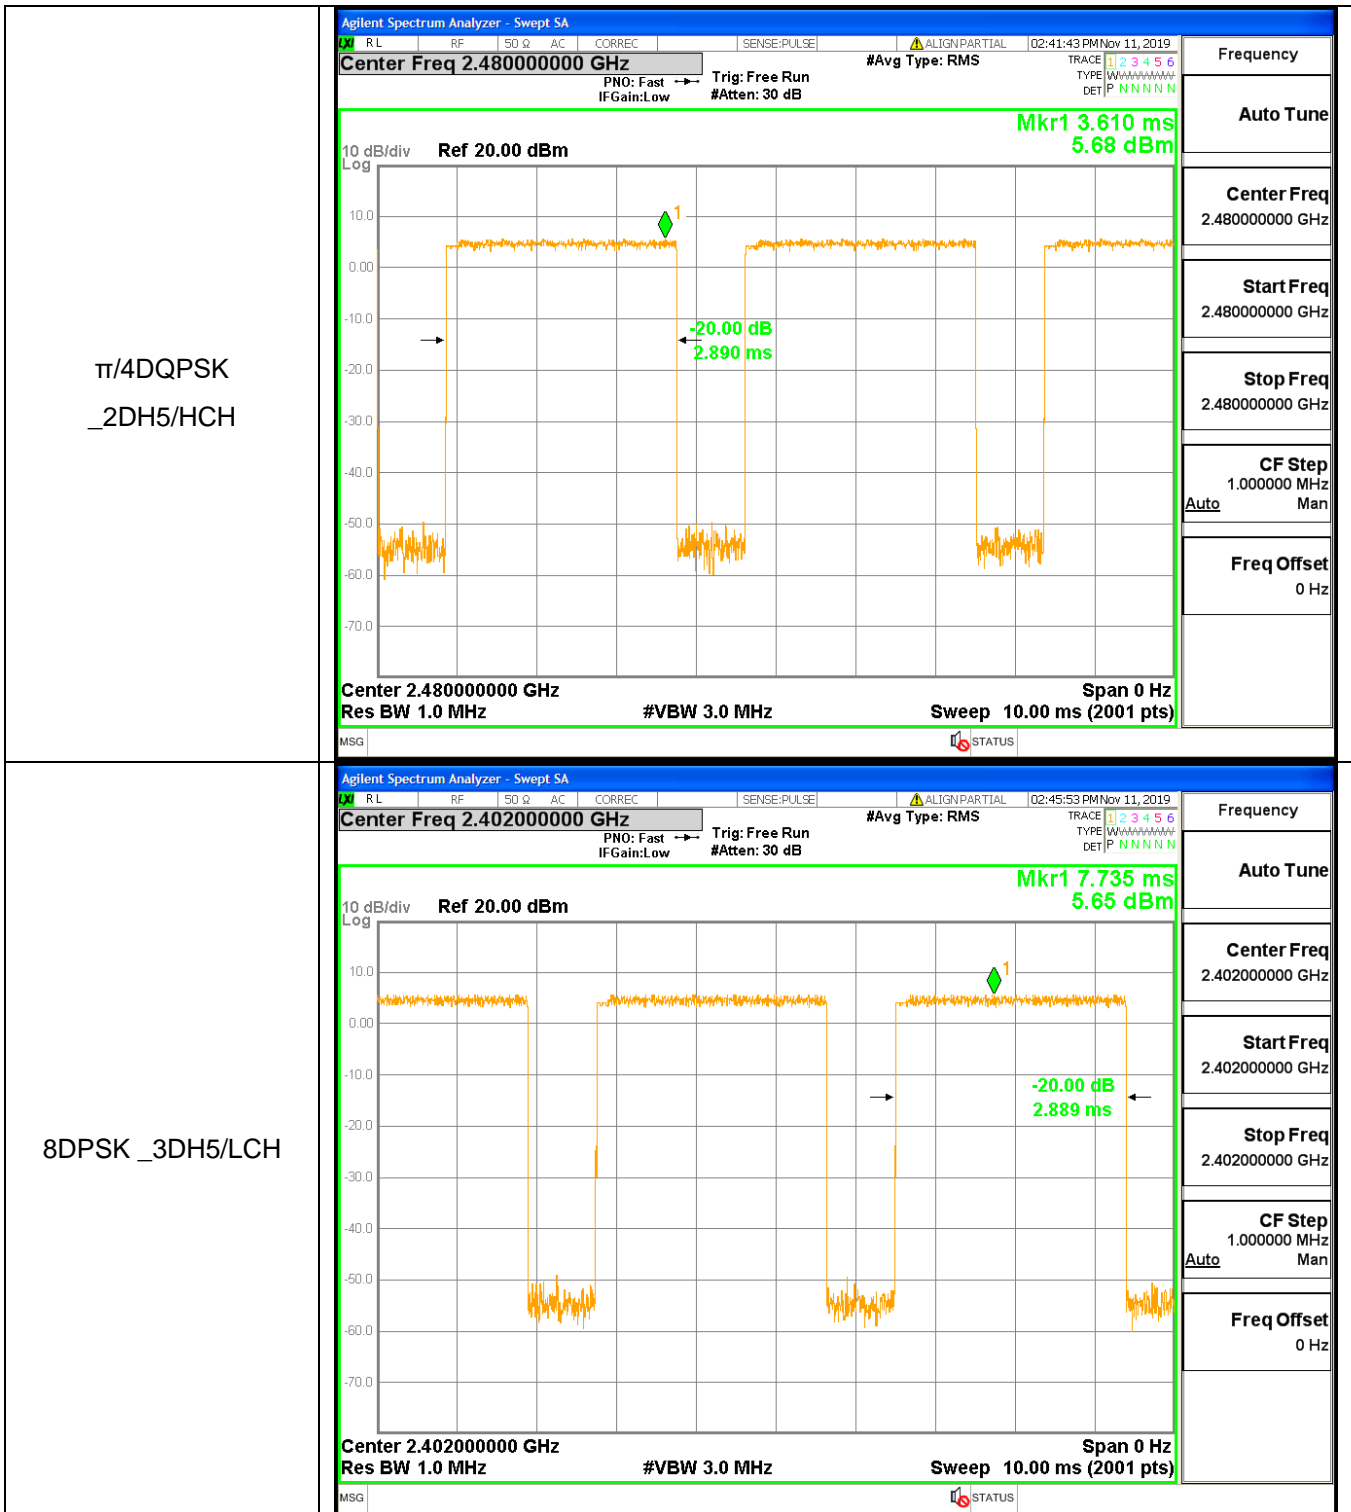 π/4DQPSK
_2DH5/HCH
Agilent Spectrum Analyzer - Swept SA
LXI RL RF 50 Ω AC CORREC SENSE:PULSE ALIGN PARTIAL 02:41:43 PM Nov 11, 2019
Center Freq 2.480000000 GHz
#Avg Type: RMS
TRACE 1 2 3 4 5 6
PNO: Fast Trig: Free Run
TYPE
IFGain:Low #Atten: 30 dB
DET P N N N N N
Mkr1 3.610 ms
5.68 dBm
10 dB/div Ref 20.00 dBm
Log
10.0
0.00
-10.0
-20.0
-30.0
-40.0
-50.0
-60.0
-70.0
1
-20.00 dB
2.890 ms
Center 2.480000000 GHz Span 0 Hz
Res BW 1.0 MHz #VBW 3.0 MHz Sweep 10.00 ms (2001 pts)
MSG STATUS
Frequency
Auto Tune
Center Freq
2.480000000 GHz
Start Freq
2.480000000 GHz
Stop Freq
2.480000000 GHz
CF Step
1.000000 MHz
Auto Man
Freq Offset
0 Hz
8DPSK _3DH5/LCH
Agilent Spectrum Analyzer - Swept SA
LXI RL RF 50 Ω AC CORREC SENSE:PULSE ALIGN PARTIAL 02:45:53 PM Nov 11, 2019
Center Freq 2.402000000 GHz
#Avg Type: RMS
TRACE 1 2 3 4 5 6
PNO: Fast Trig: Free Run
TYPE
IFGain:Low #Atten: 30 dB
DET P N N N N N
Mkr1 7.735 ms
5.65 dBm
10 dB/div Ref 20.00 dBm
Log
10.0
0.00
-10.0
-20.0
-30.0
-40.0
-50.0
-60.0
-70.0
1
-20.00 dB
2.889 ms
Center 2.402000000 GHz Span 0 Hz
Res BW 1.0 MHz #VBW 3.0 MHz Sweep 10.00 ms (2001 pts)
MSG STATUS
Frequency
Auto Tune
Center Freq
2.402000000 GHz
Start Freq
2.402000000 GHz
Stop Freq
2.402000000 GHz
CF Step
1.000000 MHz
Auto Man
Freq Offset
0 Hz